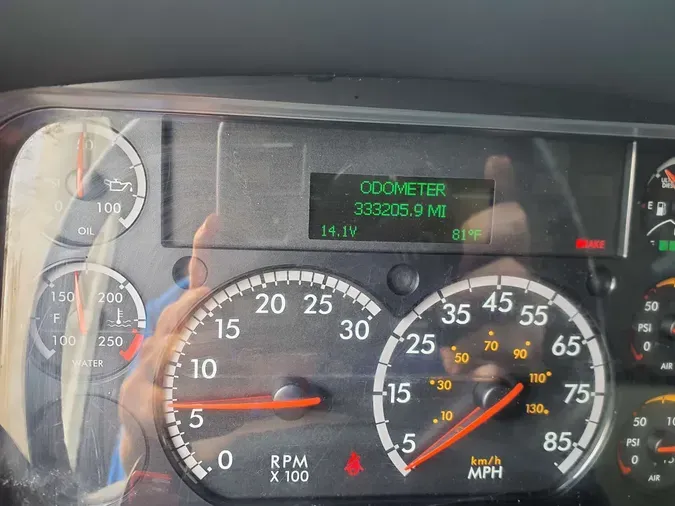 ODOMETER
333205.9 MI
14.1V 81°F
BRAKE
0 100
OIL
150 200
F
100 250
WATER
0 5 10 15 20 25 30
RPM
X 100
5 15 25 35 45 55 65 75 85
10 30 50 70 90 110 130
km/h
MPH
E
50
PSI
0
AIR
50
PSI
0
AIR